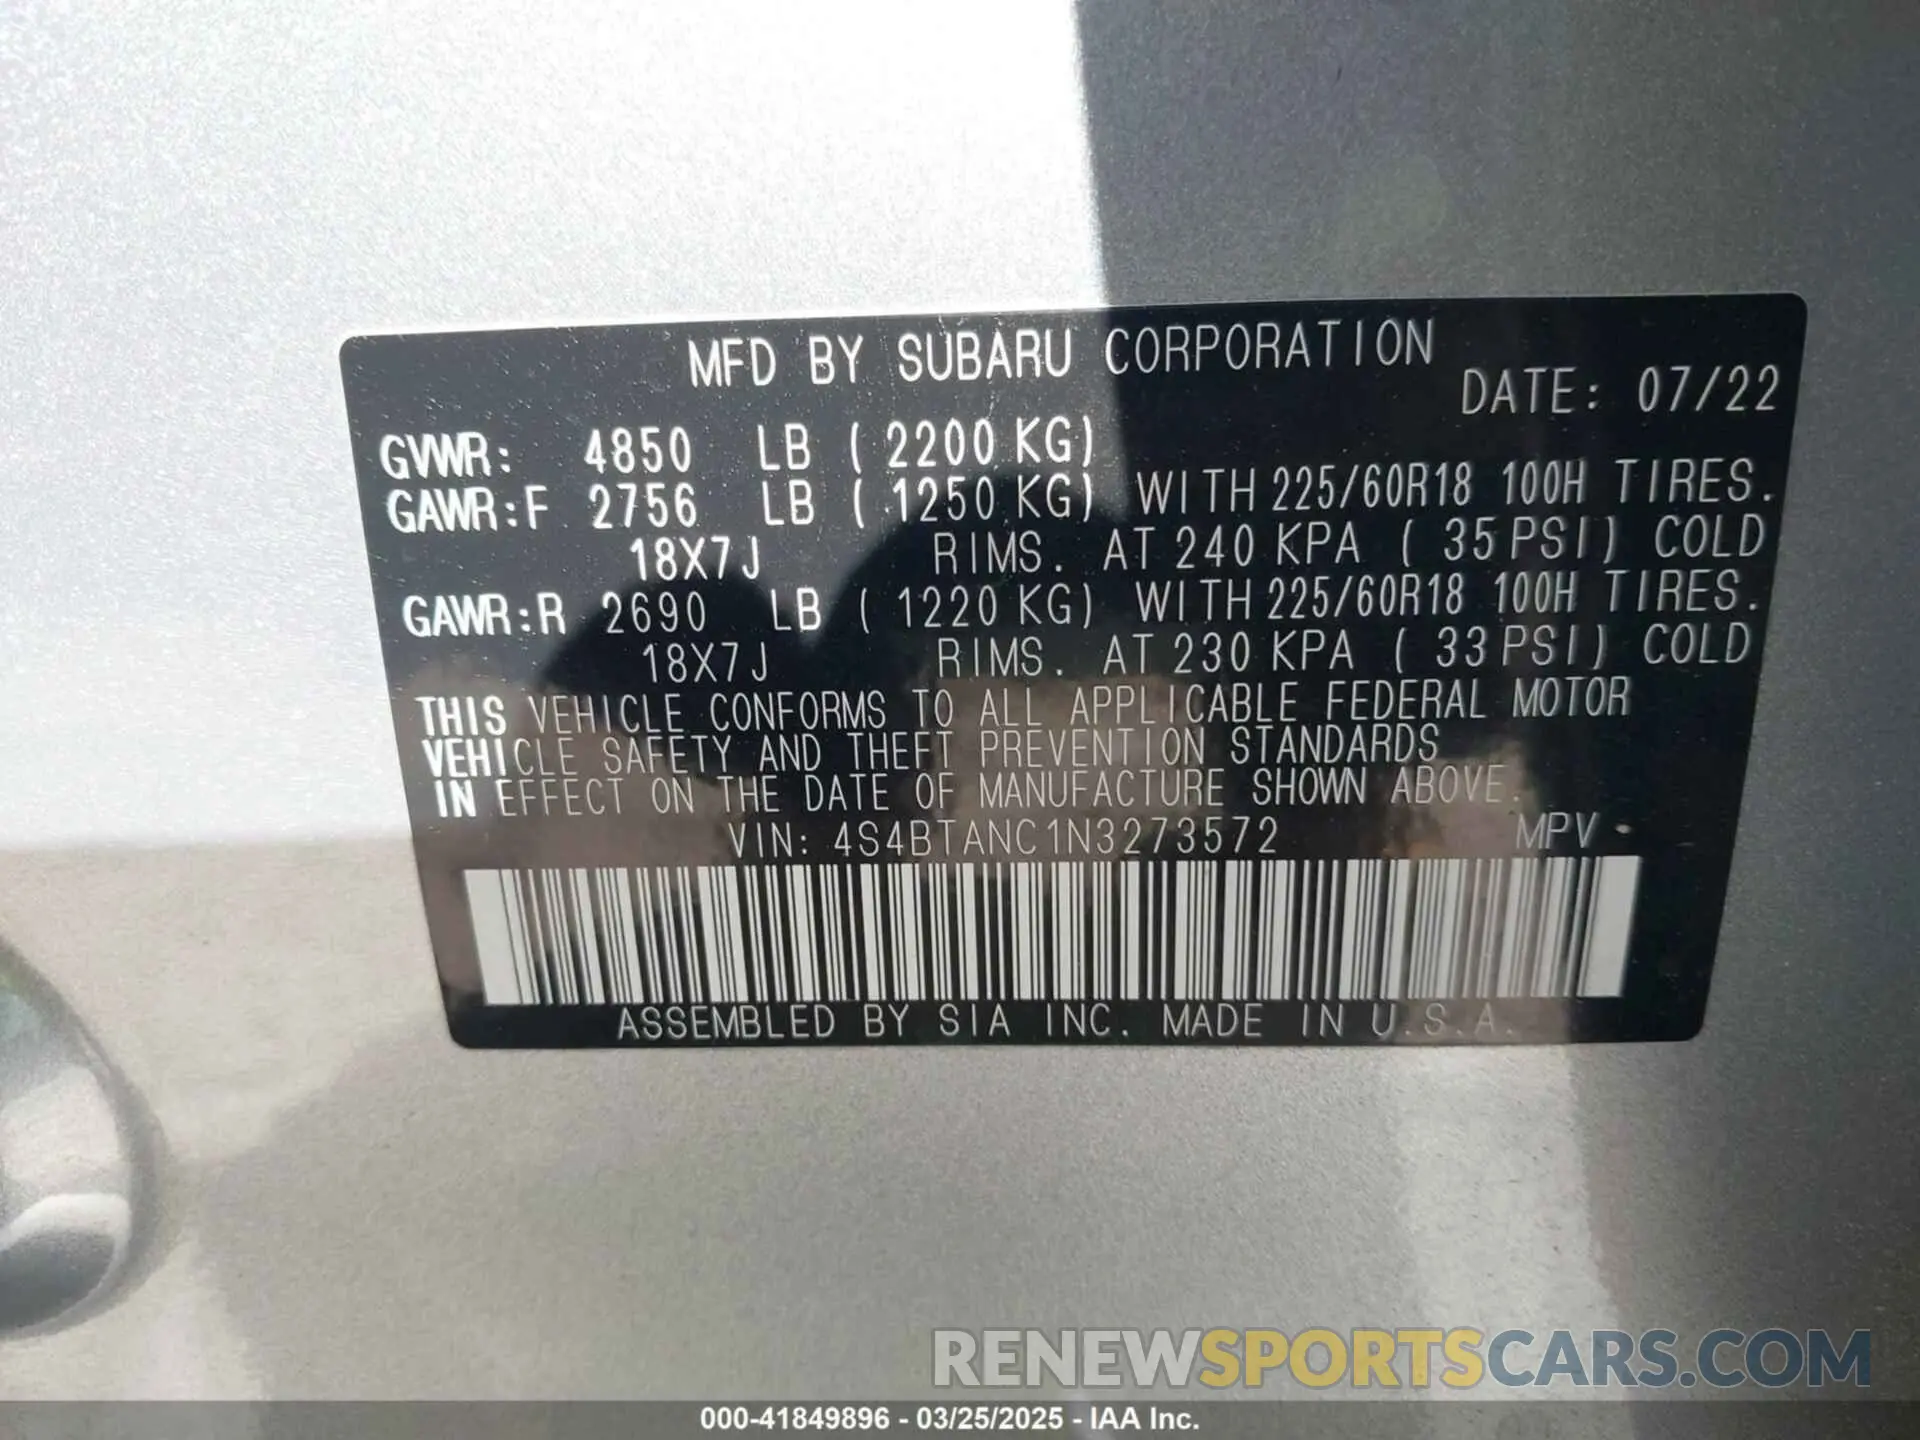 MFD BY SUBARU CORPORATION
DATE: 07/22
GVWR: 4850 LB (2200 KG)
GAWR:F 2756 LB (1250 KG) WITH 225/60R18 100H TIRES.
18X7J RIMS. AT 240 KPA (35 PSI) COLD
GAWR:R 2690 LB (1220 KG) WITH 225/60R18 100H TIRES.
18X7J RIMS. AT 230 KPA (33 PSI) COLD
THIS VEHICLE CONFORMS TO ALL APPLICABLE FEDERAL MOTOR
VEHICLE SAFETY AND THEFT PREVENTION STANDARDS
IN EFFECT ON THE DATE OF MANUFACTURE SHOWN ABOVE.
VIN: 4S4BTANC1N3273572 MPV
ASSEMBLED BY SIA INC. MADE IN U.S.A.
RENEWSPORTSCARS.COM
000-41849896 - 03/25/2025 - IAA Inc.